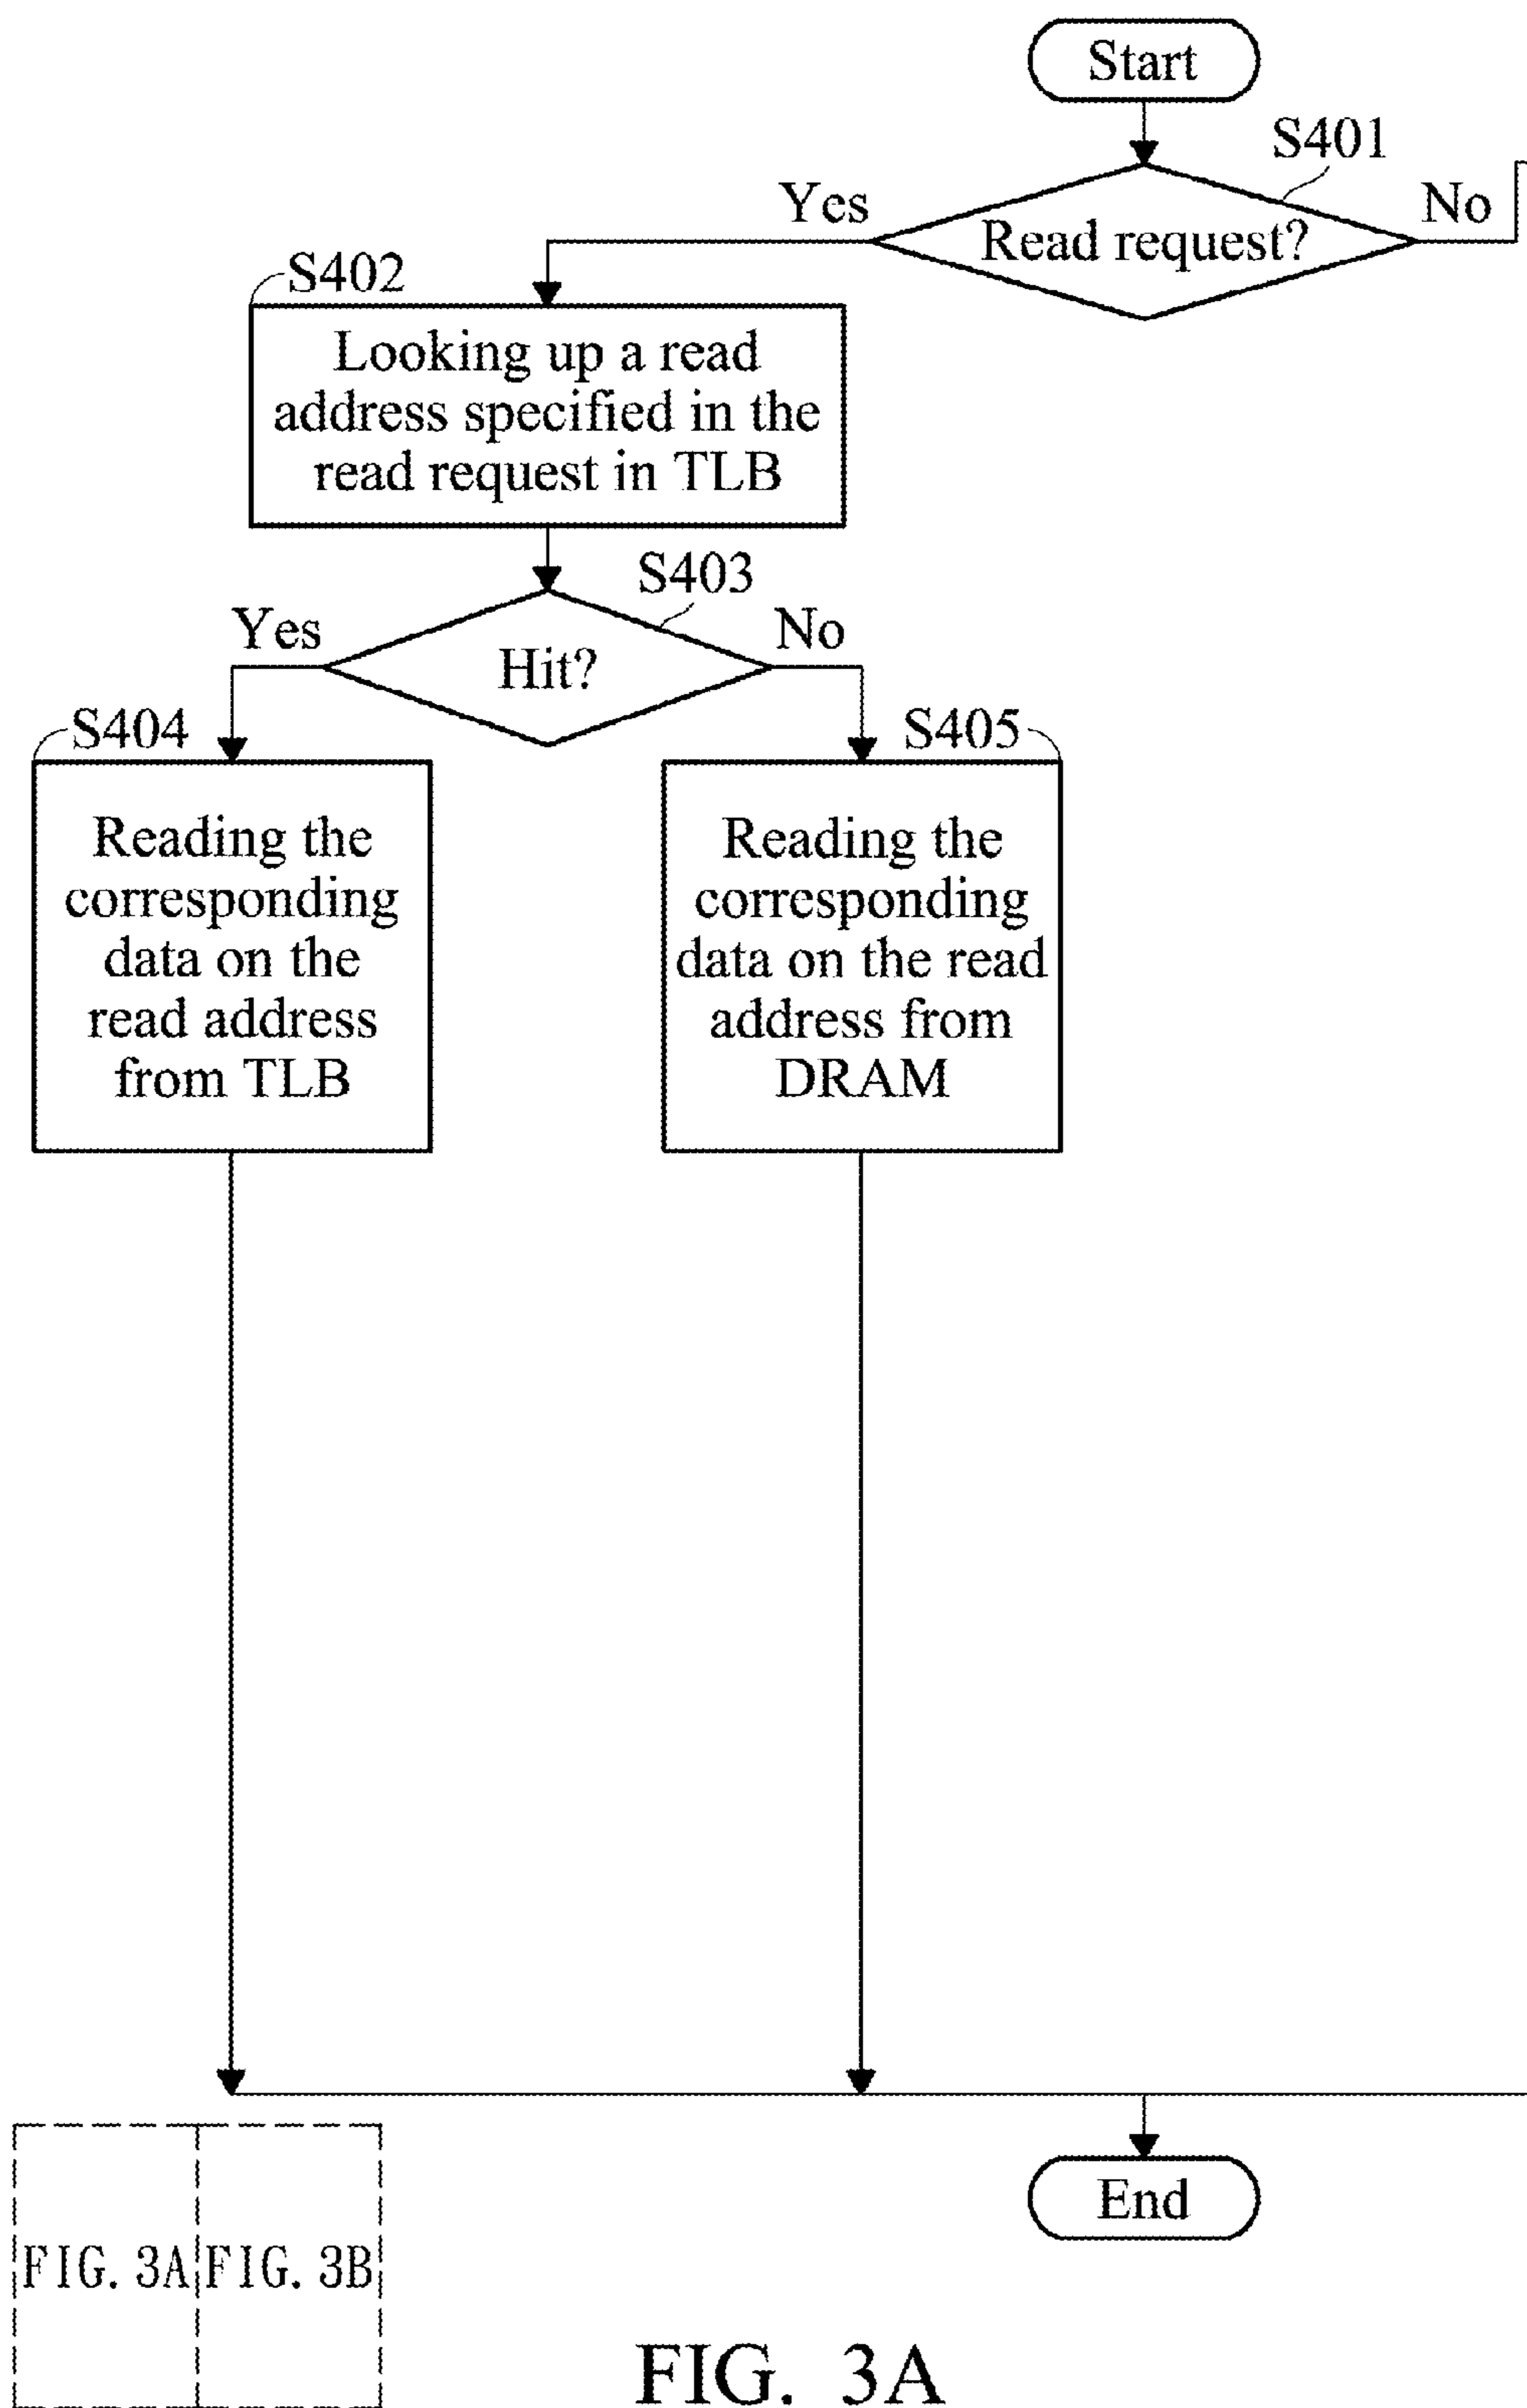 Start
S401
Yes
No
Read request?
S402
Looking up a read
address specified in the
read request in TLB
S403
Yes
No
Hit?
S404
S405
Reading the
corresponding
data on the
read address
from TLB
Reading the
corresponding
data on the read
address from
DRAM
End
FIG. 3A
FIG. 3B
FIG. 3A